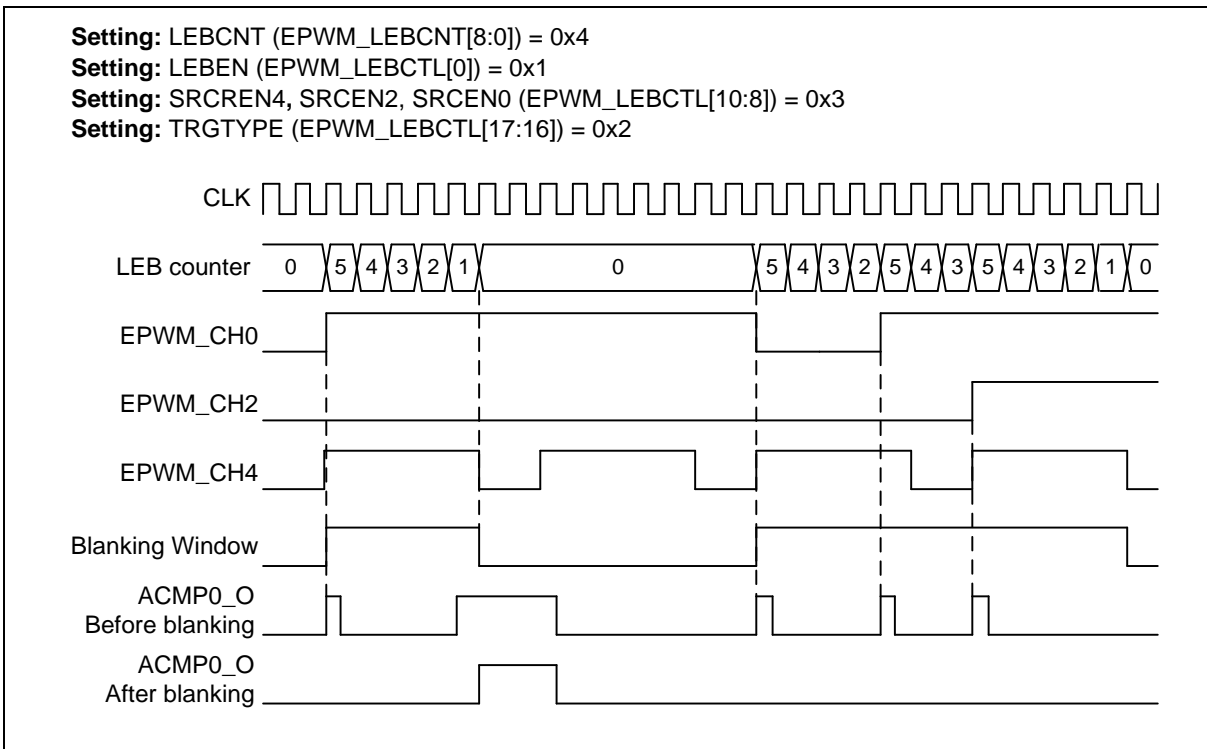 Setting: LEBCNT (EPWM_LEBCNT[8:0]) = 0x4
Setting: LEBEN (EPWM_LEBCTL[0]) = 0x1
Setting: SRCREN4, SRCEN2, SRCEN0 (EPWM_LEBCTL[10:8]) = 0x3
Setting: TRGTYPE (EPWM_LEBCTL[17:16]) = 0x2
CLK
LEB counter 0 5 4 3 2 1 0 5 4 3 2 5 4 3 5 4 3 2 1 0
EPWM_CH0
EPWM_CH2
EPWM_CH4
Blanking Window
ACMP0_O
Before blanking
ACMP0_O
After blanking